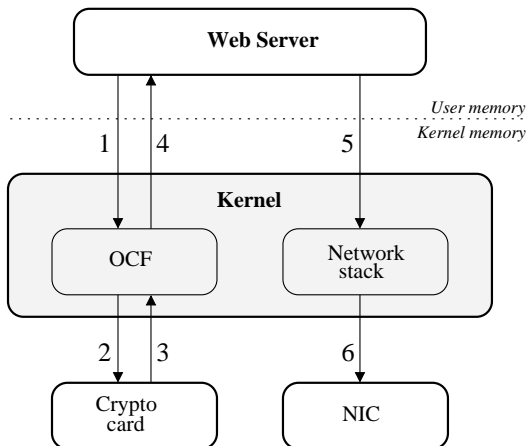 Web Server
User memory
Kernel memory
1
4
5
Kernel
OCF
Network
stack
2
3
6
Crypto
card
NIC